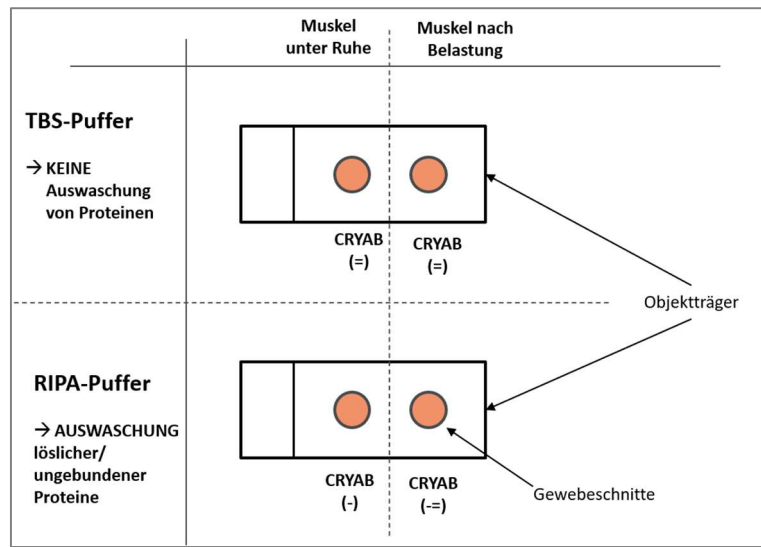 Muskel
unter Ruhe
Muskel nach
Belastung
TBS-Puffer
→ KEINE
Auswaschung
von Proteinen
CRYAB
(=)
CRYAB
(=)
Objektträger
RIPA-Puffer
→ AUSWASCHUNG
löslicher/
ungebundener
Proteine
CRYAB
(-)
CRYAB
(-=)
Gewebeschnitte